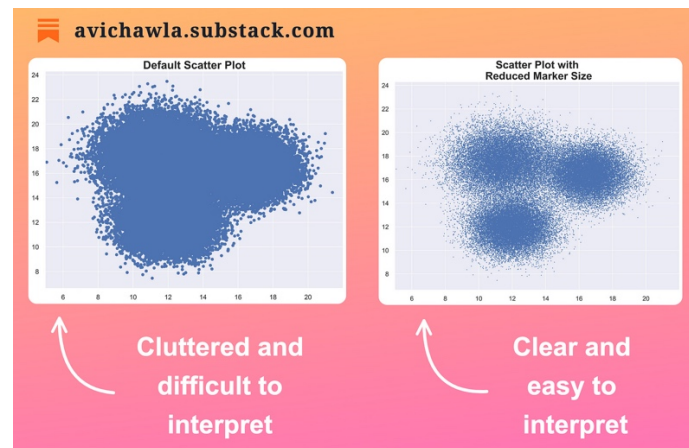 avichawla.substack.com
Default Scatter Plot
24
22
20
18
16
14
12
10
8
6 8 10 12 14 16 18 20
Scatter Plot with
Reduced Marker Size
24
22
20
18
16
14
12
10
8
6 8 10 12 14 16 18 20
Cluttered and
difficult to
interpret
Clear and
easy to
interpret